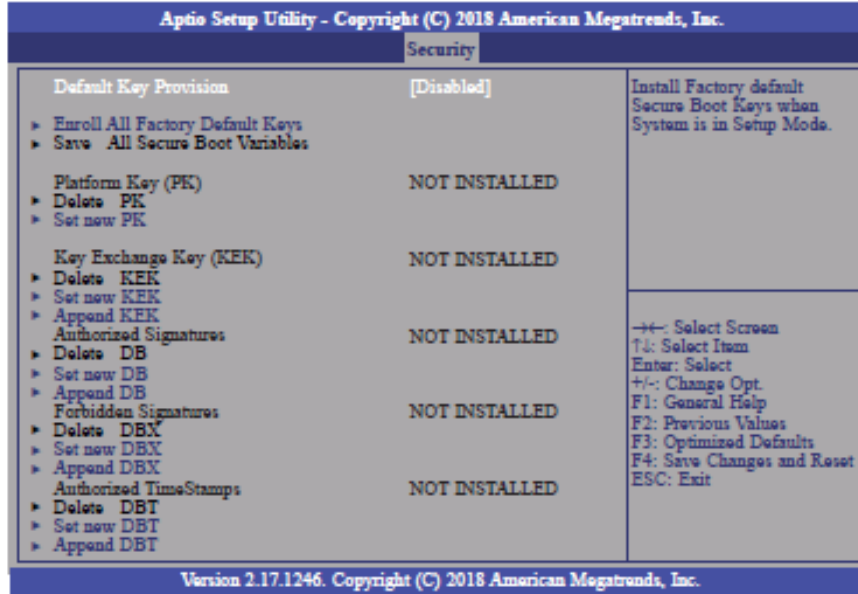 Aptio Setup Utility - Copyright (C) 2018 American Megatrends, Inc.
Security
Default Key Provision [Disabled]
Enroll All Factory Default Keys
Save All Secure Boot Variables
Platform Key (PK) NOT INSTALLED
Delete PK
Set new PK
Key Exchange Key (KEK) NOT INSTALLED
Delete KEK
Set new KEK
Append KEK
Authorized Signatures NOT INSTALLED
Delete DB
Set new DB
Append DB
Forbidden Signatures NOT INSTALLED
Delete DBX
Set new DBX
Append DBX
Authorized TimeStamps NOT INSTALLED
Delete DBT
Set new DBT
Append DBT
Install Factory default
Secure Boot Keys when
System is in Setup Mode.
→←: Select Screen
↑↓: Select Item
Enter: Select
+/-: Change Opt.
F1: General Help
F2: Previous Values
F3: Optimized Defaults
F4: Save Changes and Reset
ESC: Exit
Version 2.17.1246. Copyright (C) 2018 American Megatrends, Inc.